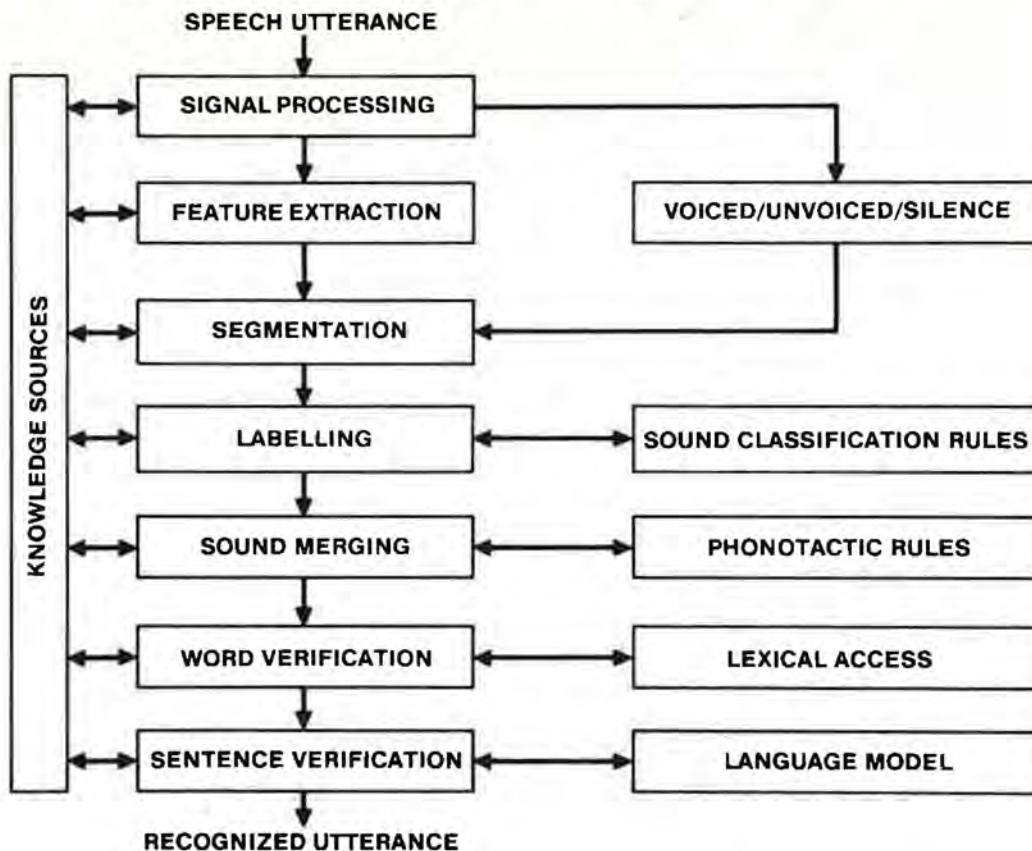 SPEECH UTTERANCE
SIGNAL PROCESSING
FEATURE EXTRACTION
VOICED/UNVOICED/SILENCE
SEGMENTATION
KNOWLEDGE SOURCES
LABELLING
SOUND CLASSIFICATION RULES
SOUND MERGING
PHONOTACTIC RULES
WORD VERIFICATION
LEXICAL ACCESS
SENTENCE VERIFICATION
LANGUAGE MODEL
RECOGNIZED UTTERANCE